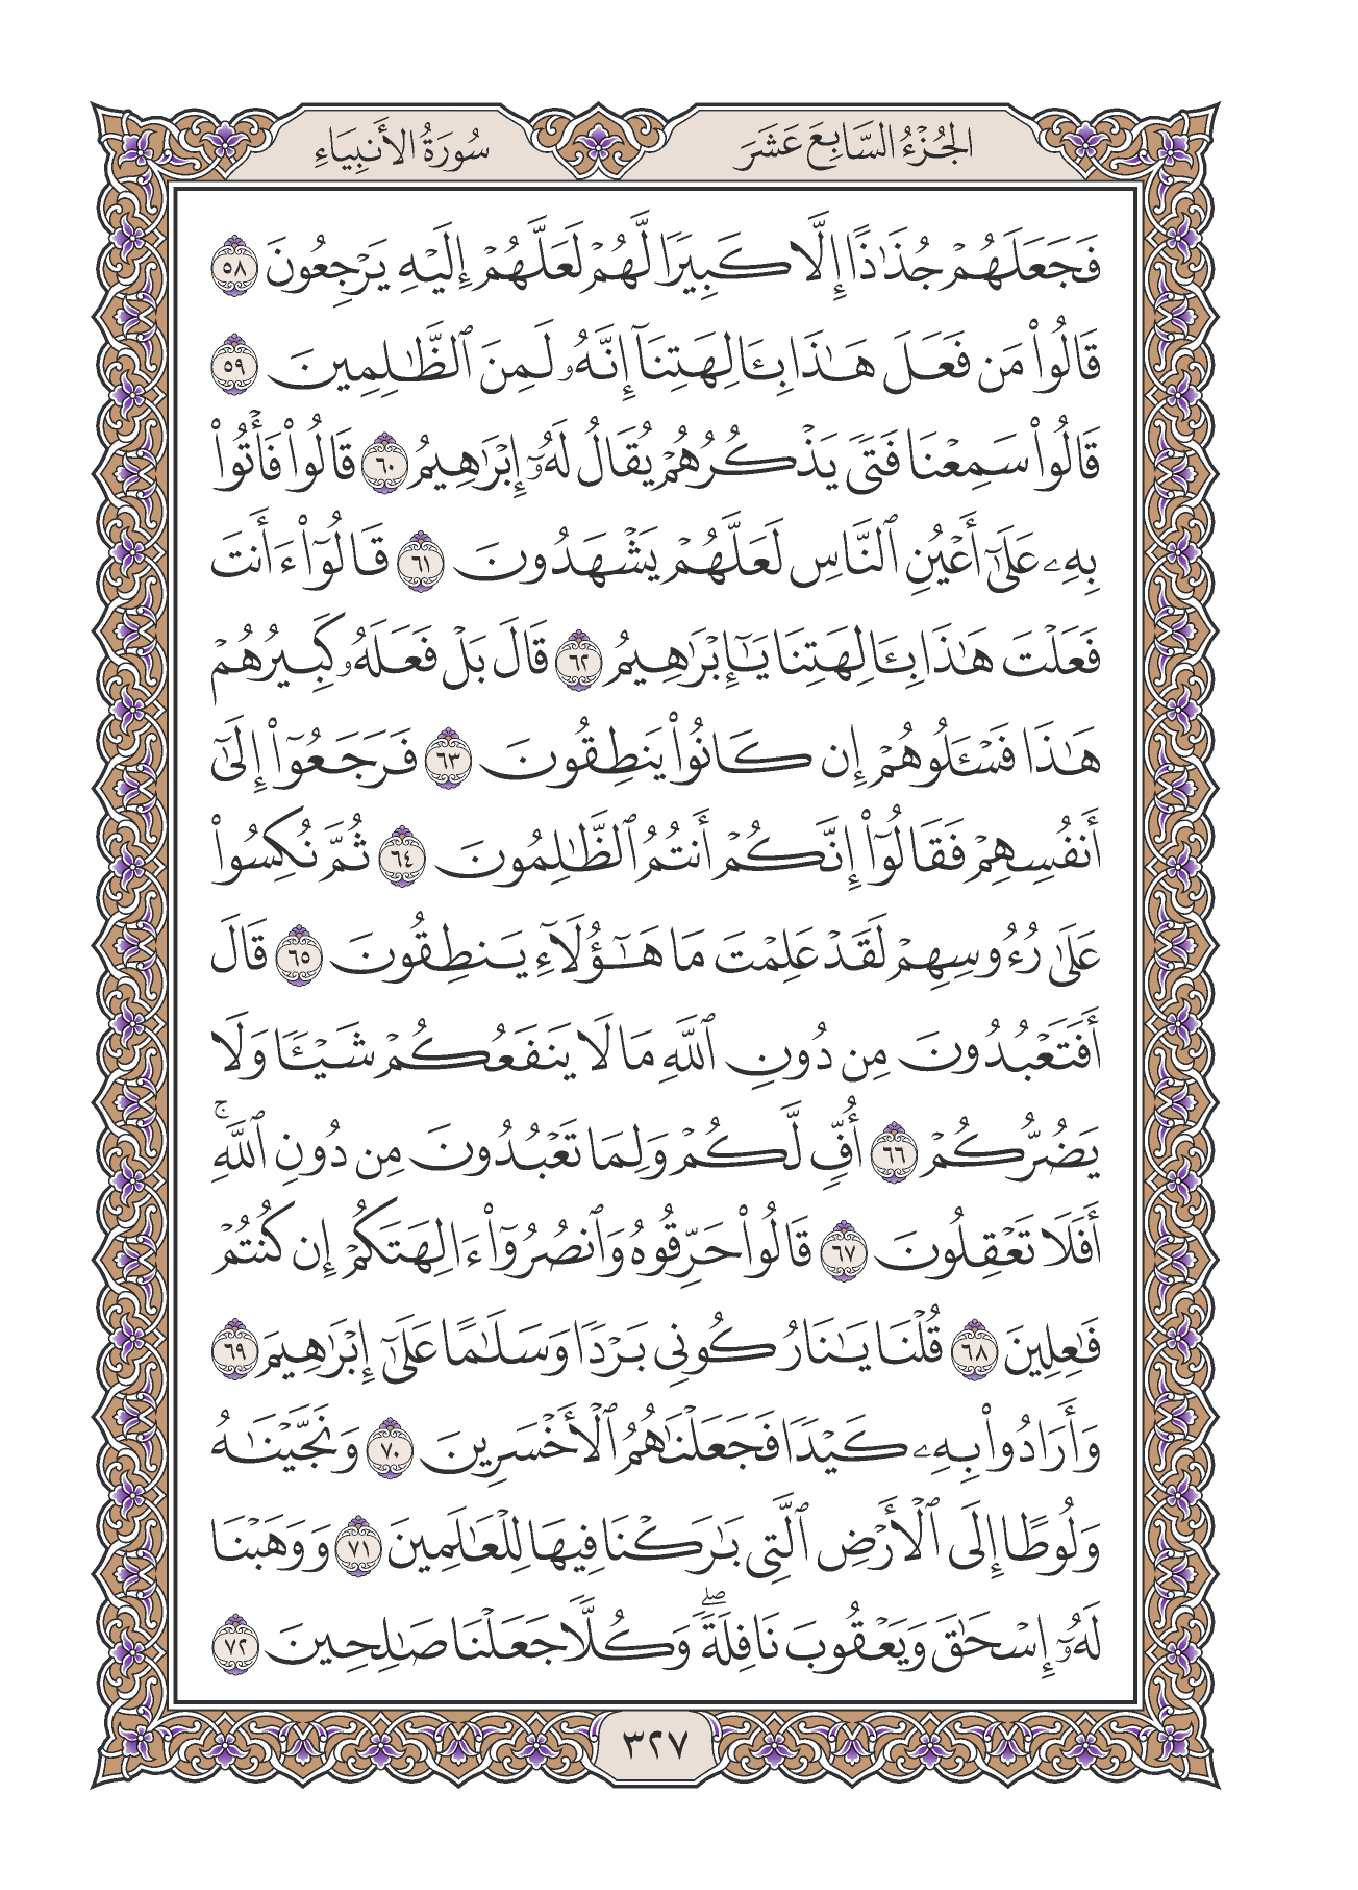 الجُزْءُ السَّابِعَ عَشَرَ
سُورَةُ الأَنبِيَاءِ
فَجَعَلَهُمْ جُذَٰذًا إِلَّا كَبِيرًا لَّهُمْ لَعَلَّهُمْ إِلَيْهِ يَرْجِعُونَ ٥٨
قَالُوا۟ مَن فَعَلَ هَٰذَا بِـَٔالِهَتِنَآ إِنَّهُۥ لَمِنَ ٱلظَّٰلِمِينَ ٥٩
قَالُوا۟ سَمِعْنَا فَتًى يَذْكُرُهُمْ يُقَالُ لَهُۥٓ إِبْرَٰهِيمُ ٦٠ قَالُوا۟ فَأْتُوا۟
بِهِۦ عَلَىٰٓ أَعْيُنِ ٱلنَّاسِ لَعَلَّهُمْ يَشْهَدُونَ ٦١ قَالُوٓا۟ ءَأَنتَ
فَعَلْتَ هَٰذَا بِـَٔالِهَتِنَا يَٰٓإِبْرَٰهِيمُ ٦٢ قَالَ بَلْ فَعَلَهُۥ كَبِيرُهُمْ
هَٰذَا فَسْـَٔلُوهُمْ إِن كَانُوا۟ يَنطِقُونَ ٦٣ فَرَجَعُوٓا۟ إِلَىٰٓ
أَنفُسِهِمْ فَقَالُوٓا۟ إِنَّكُمْ أَنتُمُ ٱلظَّٰلِمُونَ ٦٤ ثُمَّ نُكِسُوا۟
عَلَىٰ رُءُوسِهِمْ لَقَدْ عَلِمْتَ مَا هَٰٓؤُلَآءِ يَنطِقُونَ ٦٥ قَالَ
أَفَتَعْبُدُونَ مِن دُونِ ٱللَّهِ مَا لَا يَنفَعُكُمْ شَيْـًٔا وَلَا
يَضُرُّكُمْ ٦٦ أُفٍّ لَّكُمْ وَلِمَا تَعْبُدُونَ مِن دُونِ ٱللَّهِۚ
أَفَلَا تَعْقِلُونَ ٦٧ قَالُوا۟ حَرِّقُوهُ وَٱنصُرُوٓا۟ ءَالِهَتَكُمْ إِن كُنتُمْ
فَٰعِلِينَ ٦٨ قُلْنَا يَٰنَارُ كُونِى بَرْدًا وَسَلَٰمًا عَلَىٰٓ إِبْرَٰهِيمَ ٦٩
وَأَرَادُوا۟ بِهِۦ كَيْدًا فَجَعَلْنَٰهُمُ ٱلْأَخْسَرِينَ ٧٠ وَنَجَّيْنَٰهُ
وَلُوطًا إِلَى ٱلْأَرْضِ ٱلَّتِى بَٰرَكْنَا فِيهَا لِلْعَٰلَمِينَ ٧١ وَوَهَبْنَا
لَهُۥٓ إِسْحَٰقَ وَيَعْقُوبَ نَافِلَةًۖ وَكُلًّا جَعَلْنَا صَٰلِحِينَ ٧٢
٣٢٧